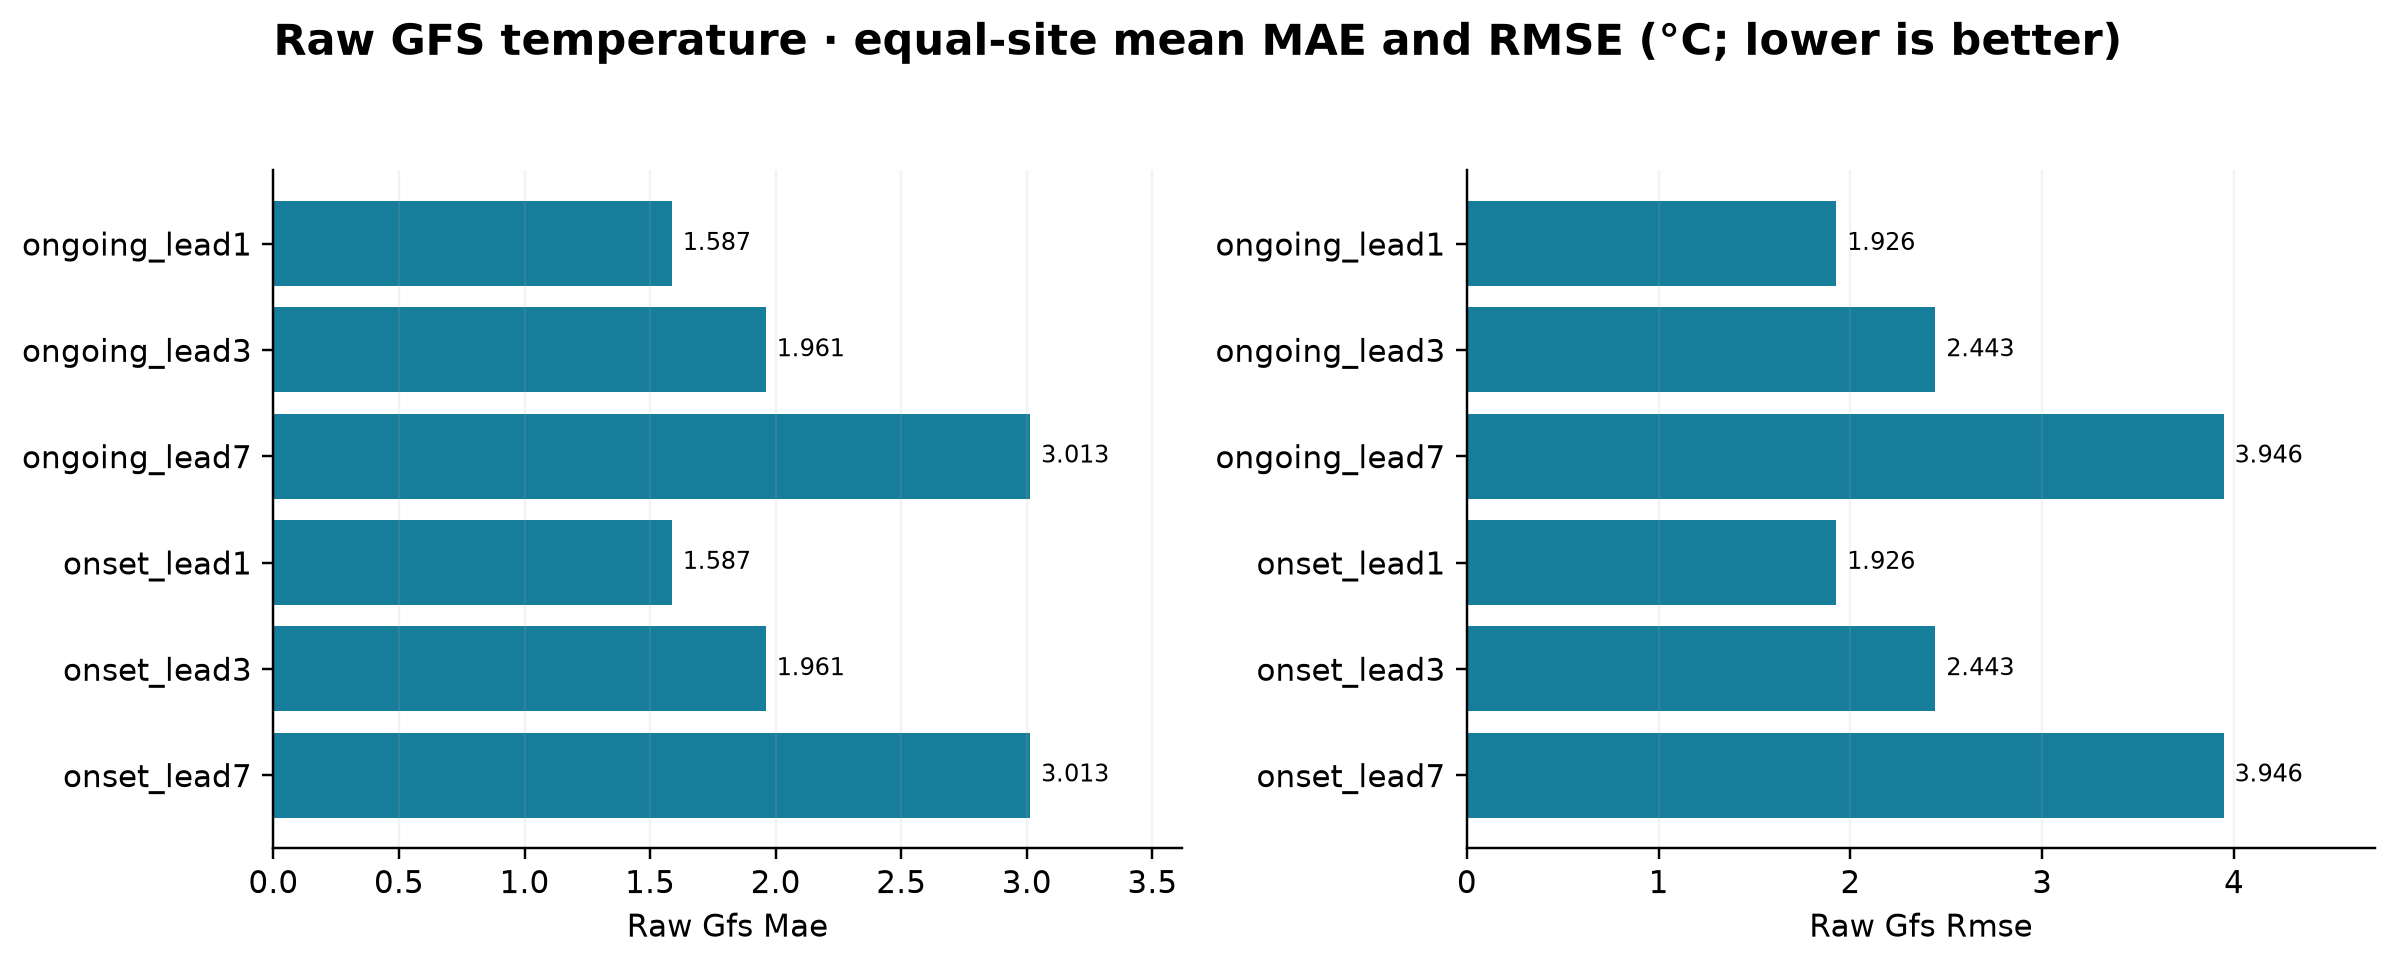 Raw GFS temperature · equal-site mean MAE and RMSE (°C; lower is better)
ongoing_lead1
1.587
ongoing_lead3
1.961
ongoing_lead7
3.013
onset_lead1
1.587
onset_lead3
1.961
onset_lead7
3.013
0.0 0.5 1.0 1.5 2.0 2.5 3.0 3.5
Raw Gfs Mae
ongoing_lead1
1.926
ongoing_lead3
2.443
ongoing_lead7
3.946
onset_lead1
1.926
onset_lead3
2.443
onset_lead7
3.946
0 1 2 3 4
Raw Gfs Rmse